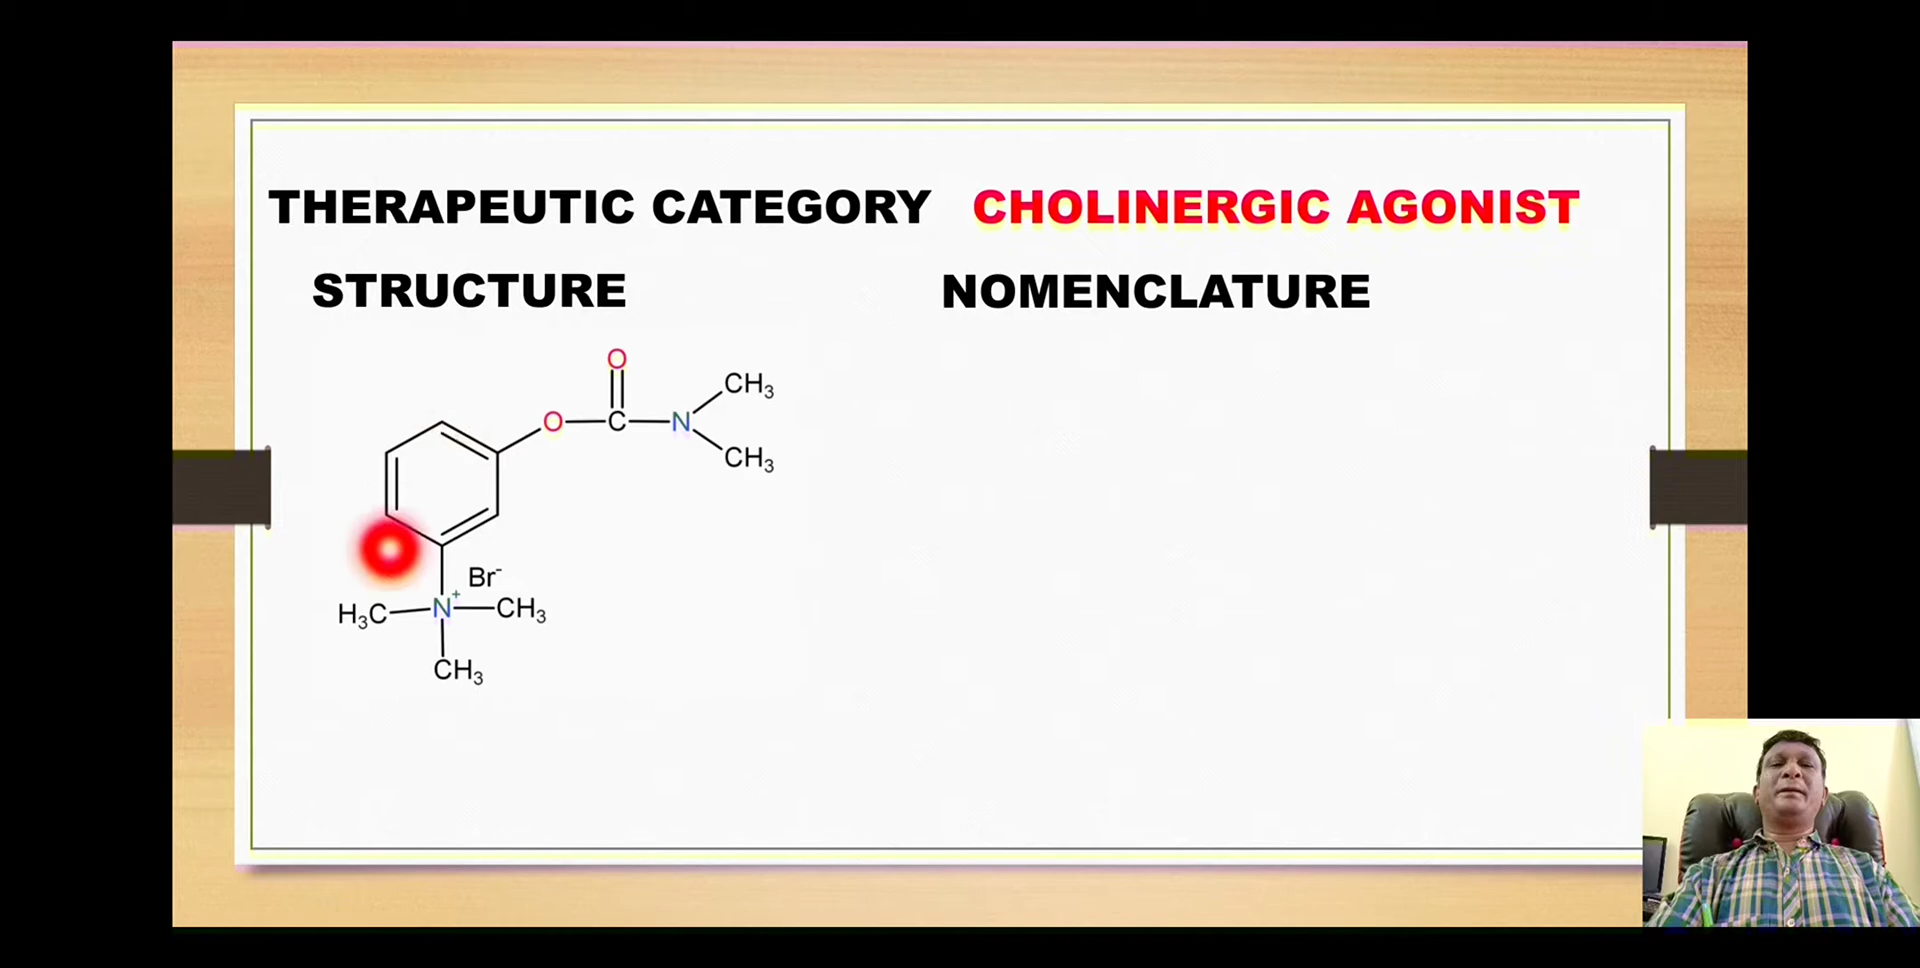 THERAPEUTIC CATEGORY CHOLINERGIC AGONIST
STRUCTURE NOMENCLATURE
O
CH3
O C N
CH3
Br-
H3C N+ CH3
CH3